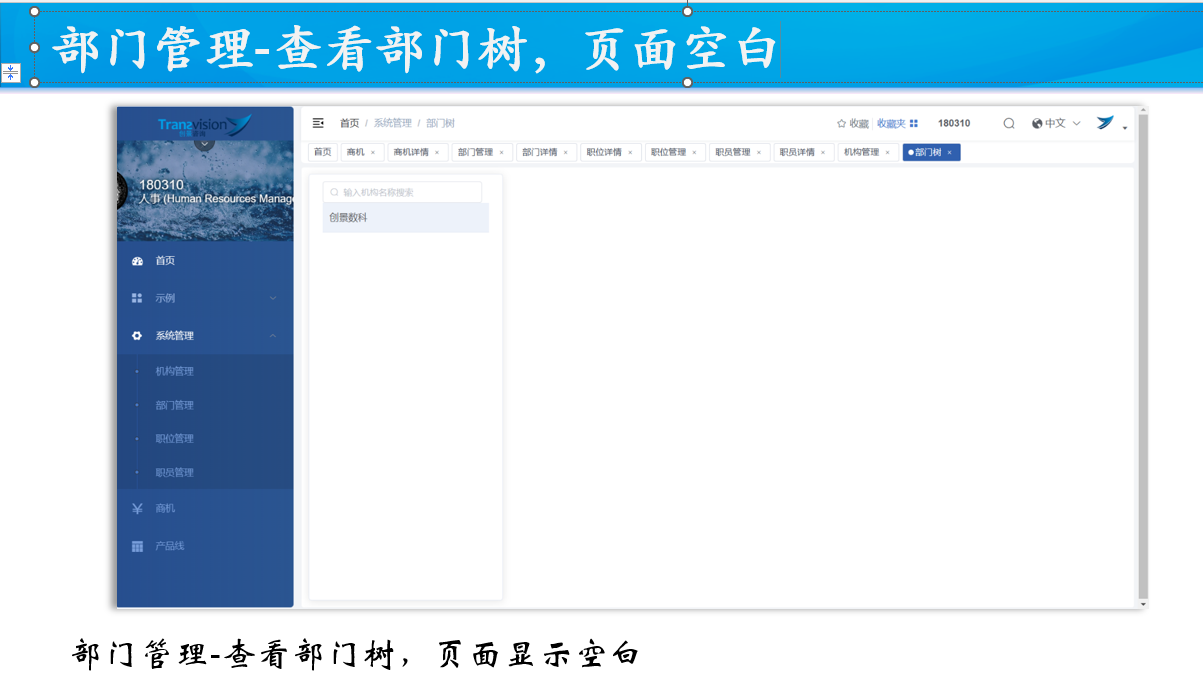 部门管理-查看部门树，页面空白
Tranzvision
首页 / 系统管理 / 部门树
收藏 收藏夹 180310 中文
首页 商机 × 商机详情 × 部门管理 × 部门详情 × 职位详情 × 职位管理 × 职员管理 × 职员详情 × 机构管理 × 部门树 ×
180310
人事 (Human Resources Manage
输入机构名称搜索
创景数科
首页
示例
系统管理
机构管理
部门管理
职位管理
职员管理
商机
产品线
部门管理-查看部门树，页面显示空白